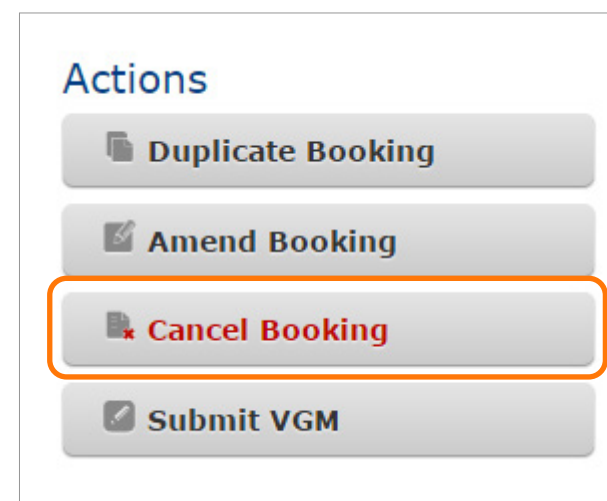 Actions
Duplicate Booking
Amend Booking
Cancel Booking
Submit VGM